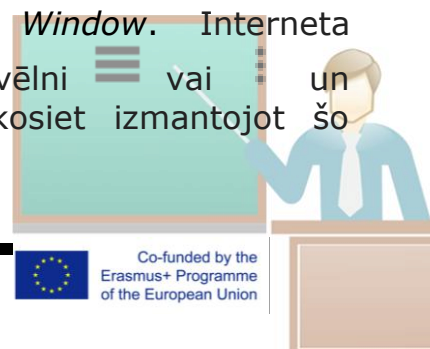 Window. Interneta
vēlni vai un
kosiet izmantojot šo
Co-funded by the
Erasmus+ Programme
of the European Union